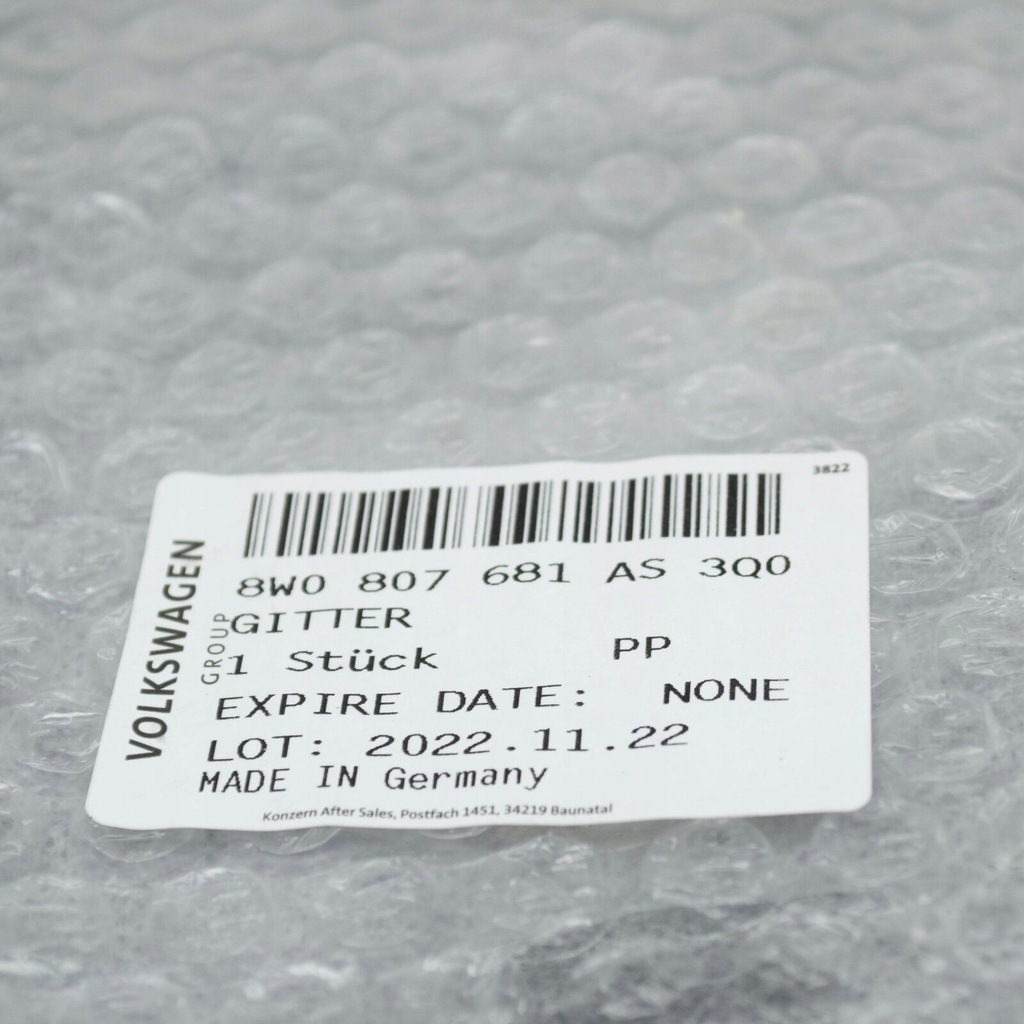 3822
8W0 807 681 AS 3Q0
GITTER
1 Stück PP
EXPIRE DATE: NONE
LOT: 2022.11.22
MADE IN Germany
Konzern After Sales, Postfach 1451, 34219 Baunatal
VOLKSWAGEN
GROUP